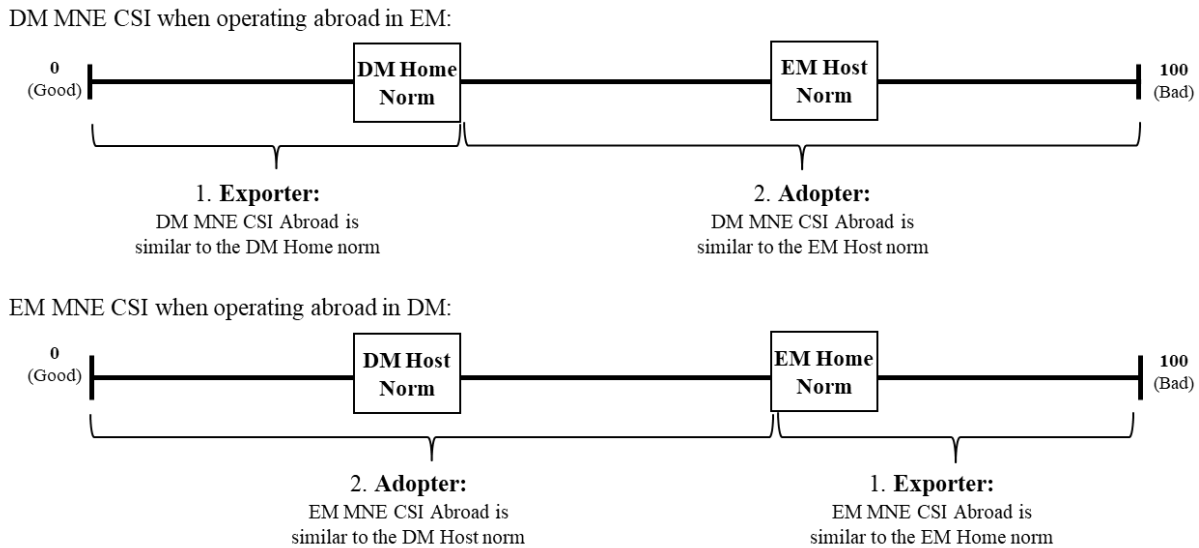 DM MNE CSI when operating abroad in EM:
0
(Good)
DM Home
Norm
EM Host
Norm
100
(Bad)
1. Exporter:
DM MNE CSI Abroad is
similar to the DM Home norm
2. Adopter:
DM MNE CSI Abroad is
similar to the EM Host norm
EM MNE CSI when operating abroad in DM:
0
(Good)
DM Host
Norm
EM Home
Norm
100
(Bad)
2. Adopter:
EM MNE CSI Abroad is
similar to the DM Host norm
1. Exporter:
EM MNE CSI Abroad is
similar to the EM Home norm